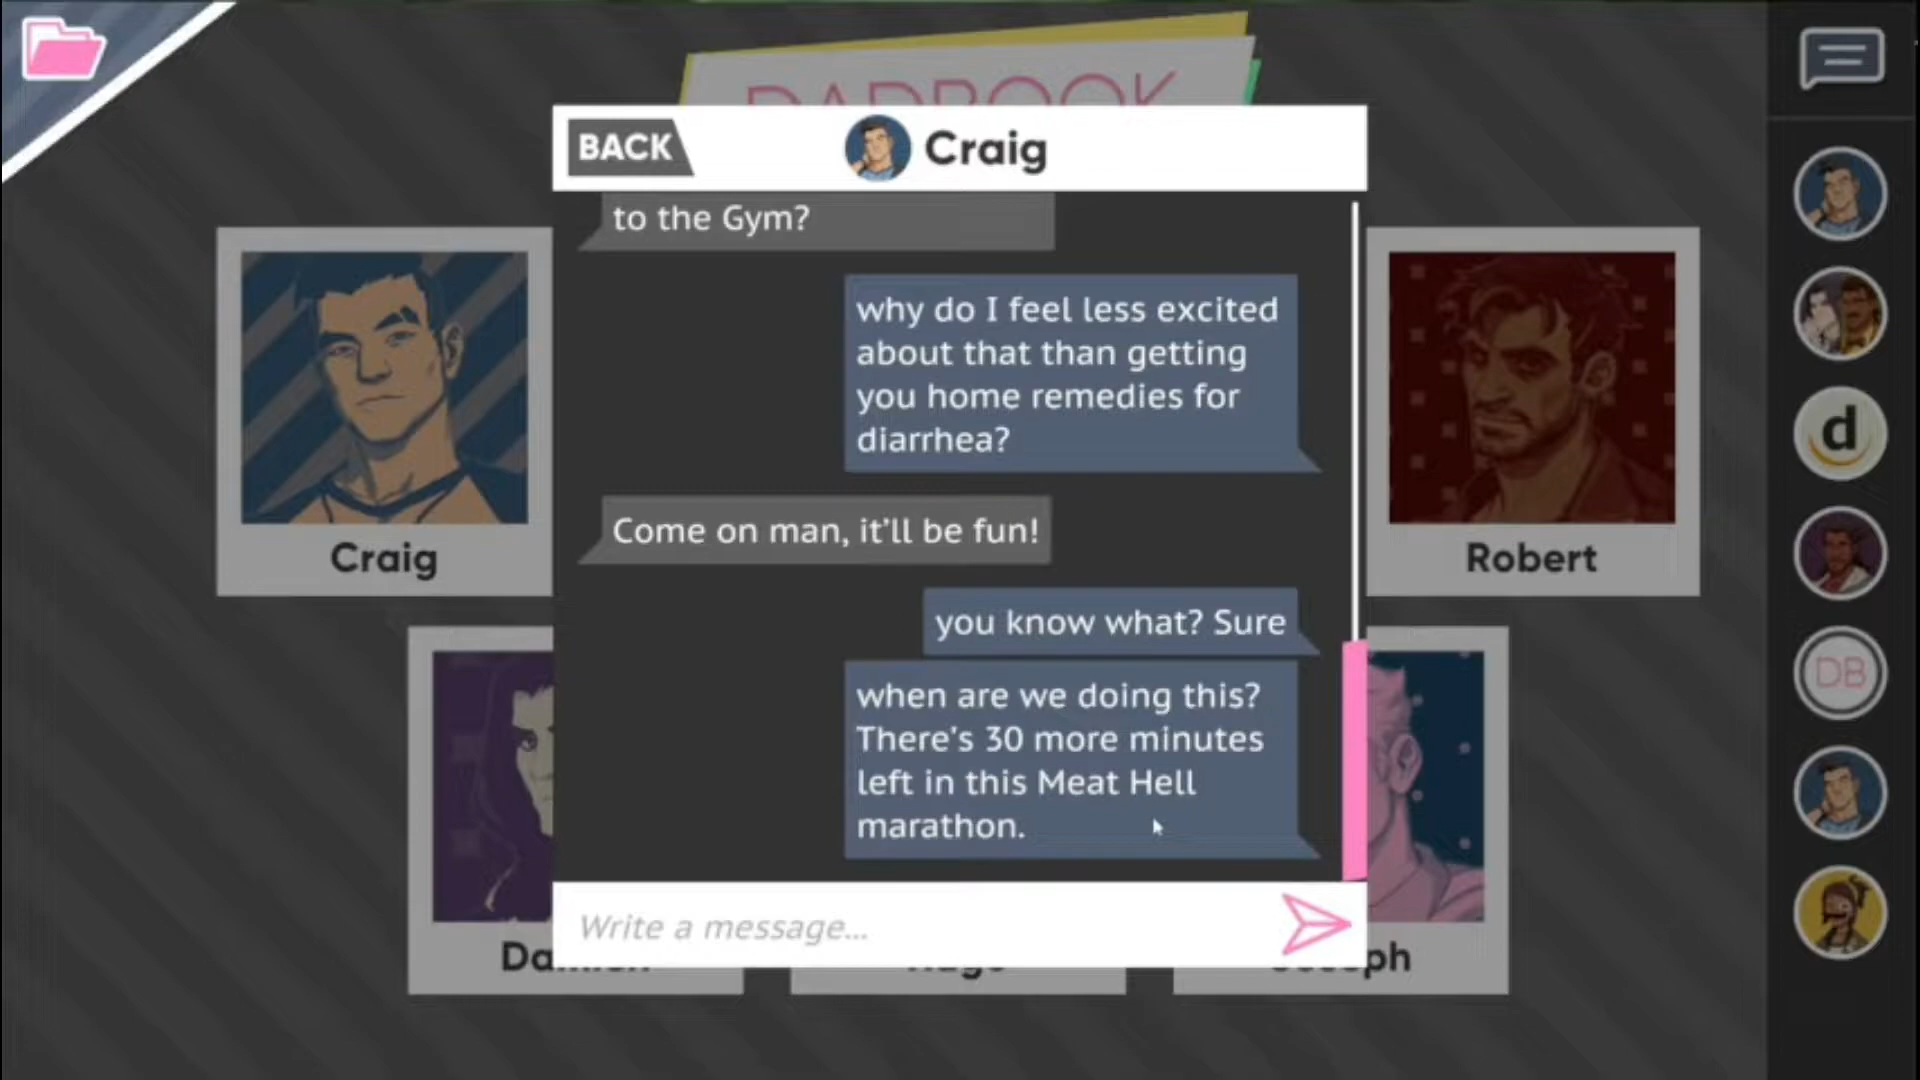 DADBOOK
BACK
Craig
to the Gym?
why do I feel less excited
about that than getting
you home remedies for
diarrhea?
Come on man, it'll be fun!
you know what? Sure
when are we doing this?
There's 30 more minutes
left in this Meat Hell
marathon.
Write a message...
Craig
Robert
d
DB